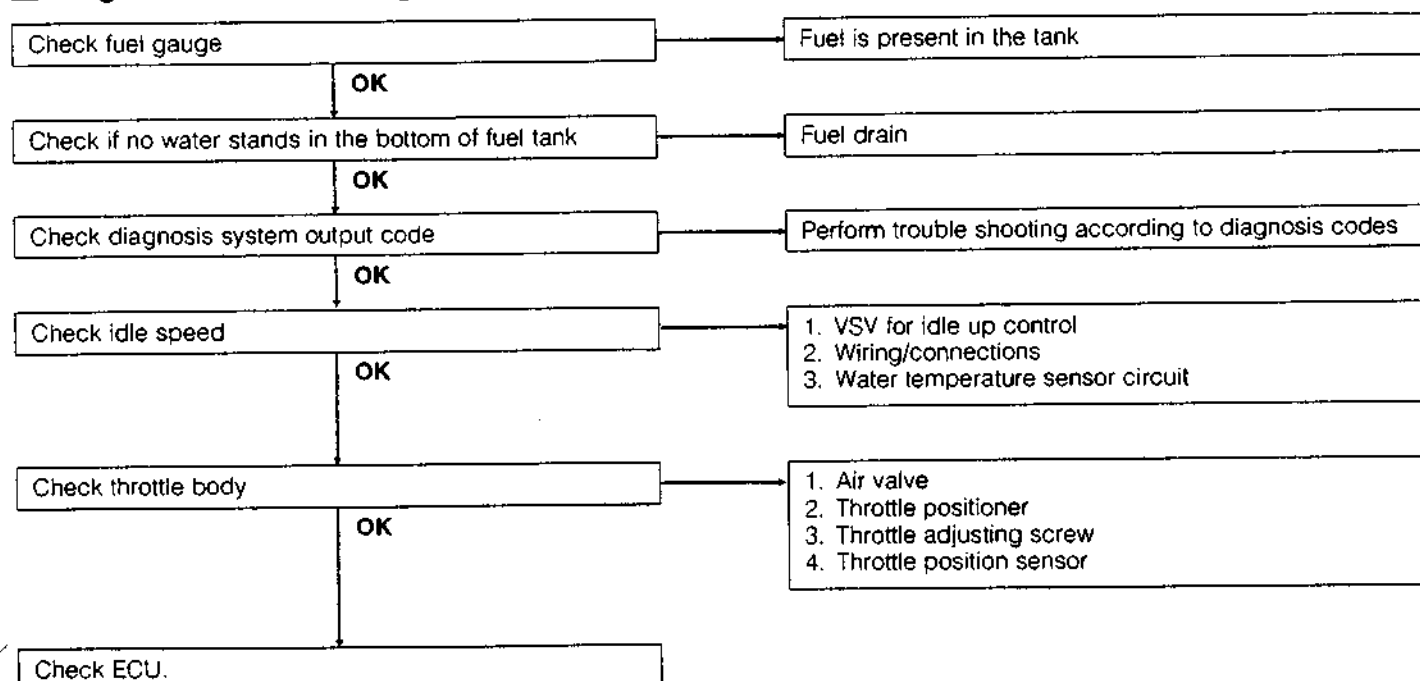 Check fuel gauge
Fuel is present in the tank
OK
Check if no water stands in the bottom of fuel tank
Fuel drain
OK
Check diagnosis system output code
Perform trouble shooting according to diagnosis codes
OK
Check idle speed
1. VSV for idle up control
2. Wiring/connections
3. Water temperature sensor circuit
OK
Check throttle body
1. Air valve
2. Throttle positioner
3. Throttle adjusting screw
4. Throttle position sensor
OK
Check ECU.